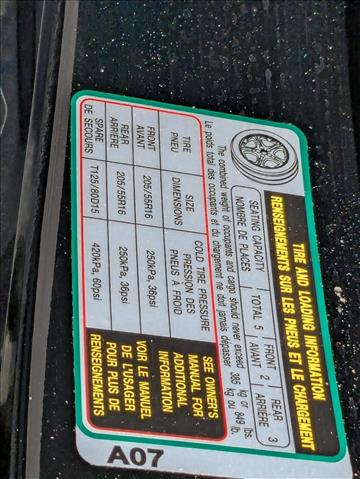 TIRE AND LOADING INFORMATION
RENSEIGNEMENTS SUR LES PNEUS ET LE CHARGEMENT
SEATING CAPACITY
NOMBRE DE PLACES
TOTAL 5
FRONT
AVANT 2
REAR
ARRIÈRE 3
The combined weight of occupants and cargo should never exceed 385 kg or 849 lbs.
Le poids total des occupants et du chargement ne doit jamais dépasser 385 kg ou 849 lb.
TIRE
PNEU
SIZE
DIMENSIONS
COLD TIRE PRESSURE
PRESSION DES
PNEUS À FROID
FRONT
AVANT
205/55R16
250kPa, 36psi
REAR
ARRIÈRE
205/55R16
250kPa, 36psi
SPARE
DE SECOURS
T125/80D15
420kPa, 60psi
SEE OWNER'S
MANUAL FOR
ADDITIONAL
INFORMATION
VOIR LE MANUEL
DE L'USAGER
POUR PLUS DE
RENSEIGNEMENTS
A07